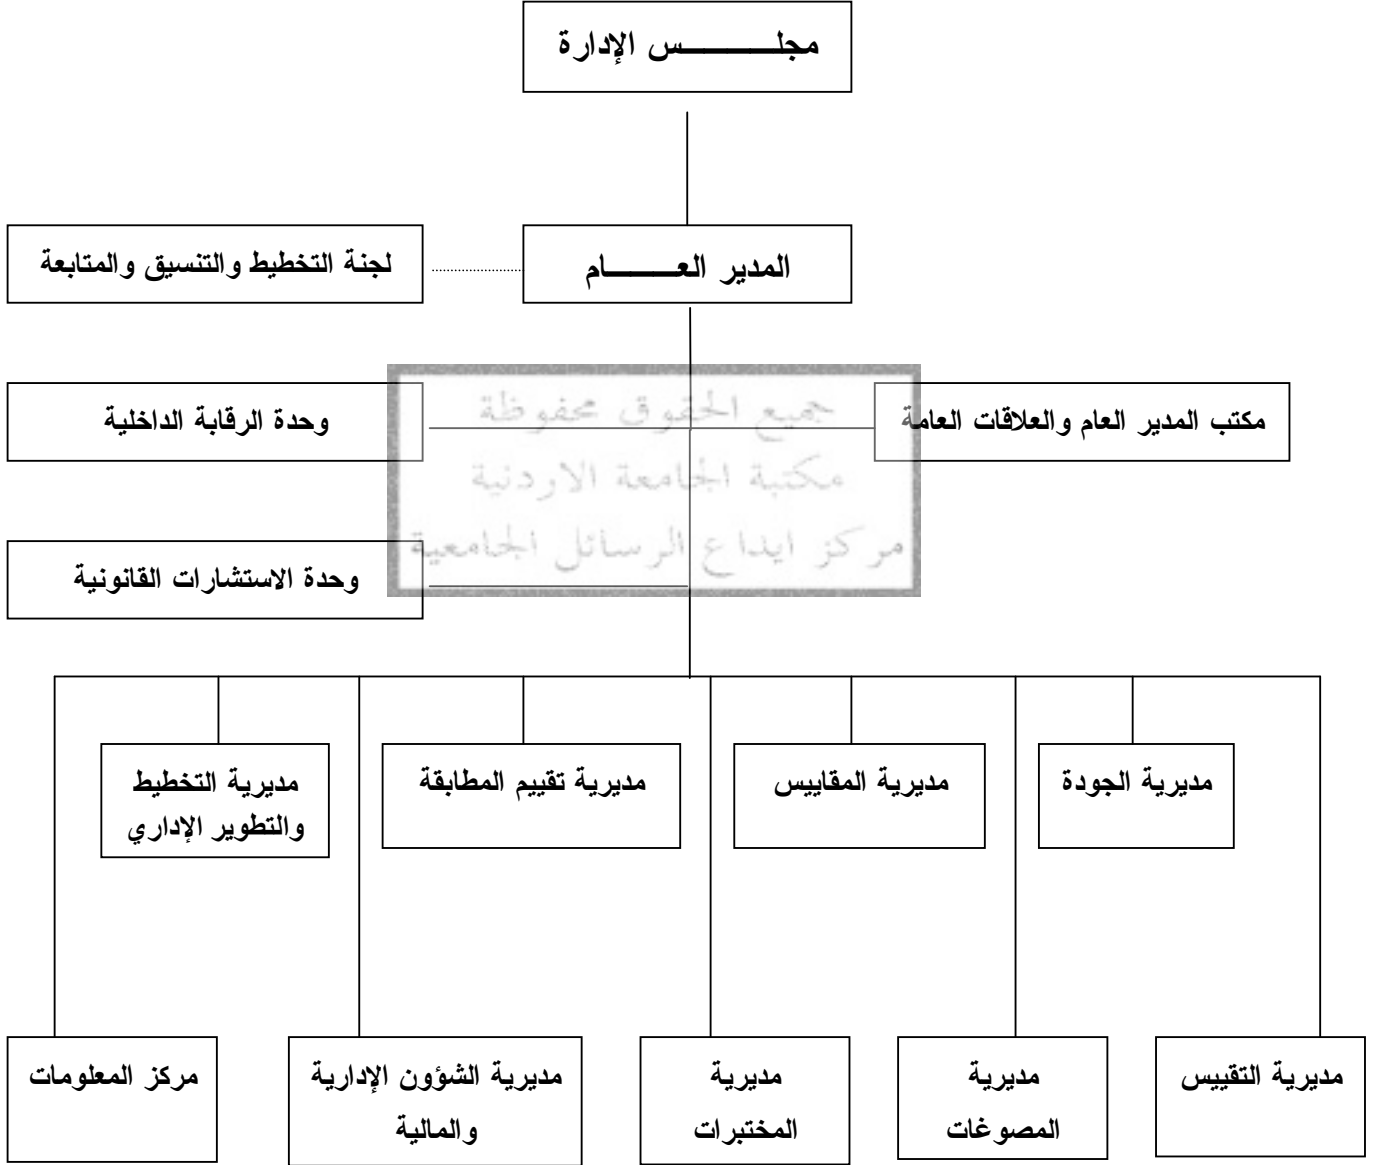 مجلـــــــس الإدارة
المدير العـــــــام
لجنة التخطيط والتنسيق والمتابعة
مكتب المدير العام والعلاقات العامة
وحدة الرقابة الداخلية
جميع الحقوق محفوظة
مكتبة الجامعة الاردنية
مركز ايداع الرسائل الجامعية
وحدة الاستشارات القانونية
مديرية الجودة
مديرية المقاييس
مديرية تقييم المطابقة
مديرية التخطيط
والتطوير الإداري
مديرية التقييس
مديرية
المصوغات
مديرية
المختبرات
مديرية الشؤون الإدارية
والمالية
مركز المعلومات